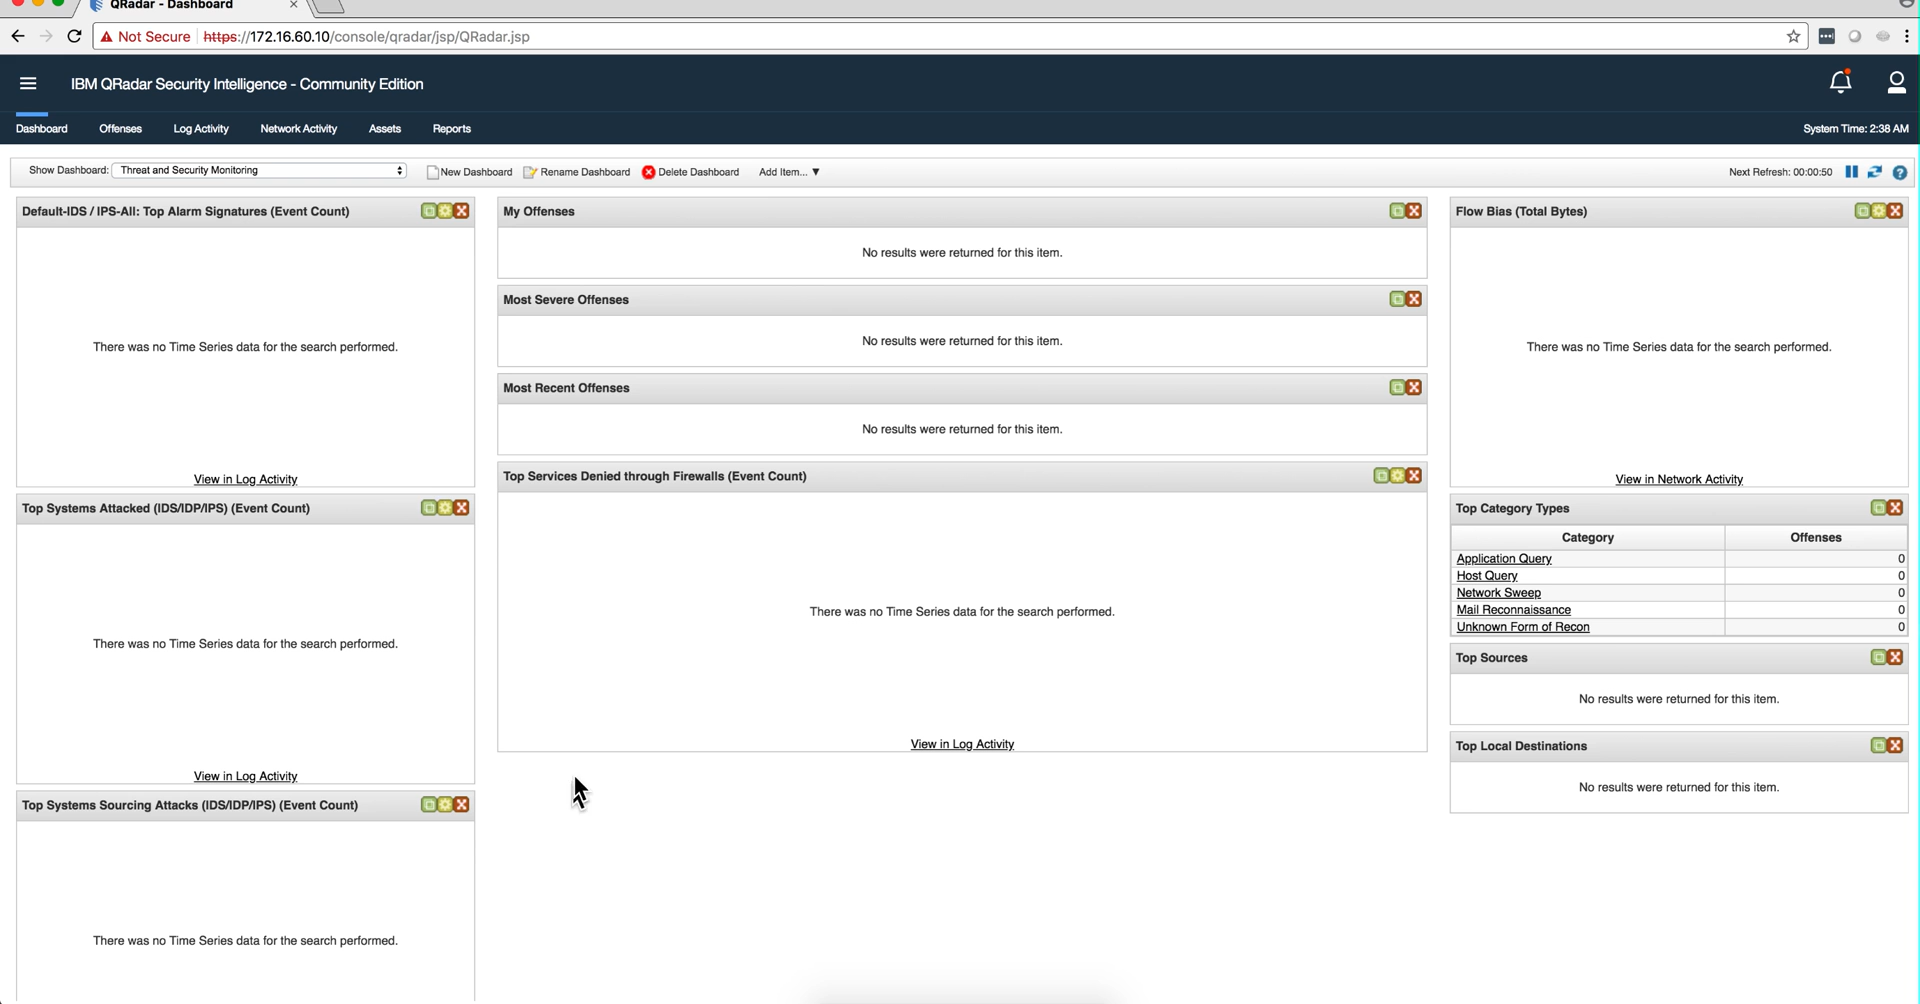 QRadar - Dashboard
Not Secure https://172.16.60.10/console/qradar/jsp/QRadar.jsp
IBM QRadar Security Intelligence - Community Edition
Dashboard Offenses Log Activity Network Activity Assets Reports System Time: 2:38 AM
Show Dashboard: Threat and Security Monitoring New Dashboard Rename Dashboard Delete Dashboard Add Item... ▼ Next Refresh: 00:00:50
Default-IDS / IPS-All: Top Alarm Signatures (Event Count)
There was no Time Series data for the search performed.
View in Log Activity
Top Systems Attacked (IDS/IDP/IPS) (Event Count)
There was no Time Series data for the search performed.
View in Log Activity
Top Systems Sourcing Attacks (IDS/IDP/IPS) (Event Count)
There was no Time Series data for the search performed.
My Offenses
No results were returned for this item.
Most Severe Offenses
No results were returned for this item.
Most Recent Offenses
No results were returned for this item.
Top Services Denied through Firewalls (Event Count)
There was no Time Series data for the search performed.
View in Log Activity
Flow Bias (Total Bytes)
There was no Time Series data for the search performed.
View in Network Activity
Top Category Types
Category Offenses
Application Query 0
Host Query 0
Network Sweep 0
Mail Reconnaissance 0
Unknown Form of Recon 0
Top Sources
No results were returned for this item.
Top Local Destinations
No results were returned for this item.